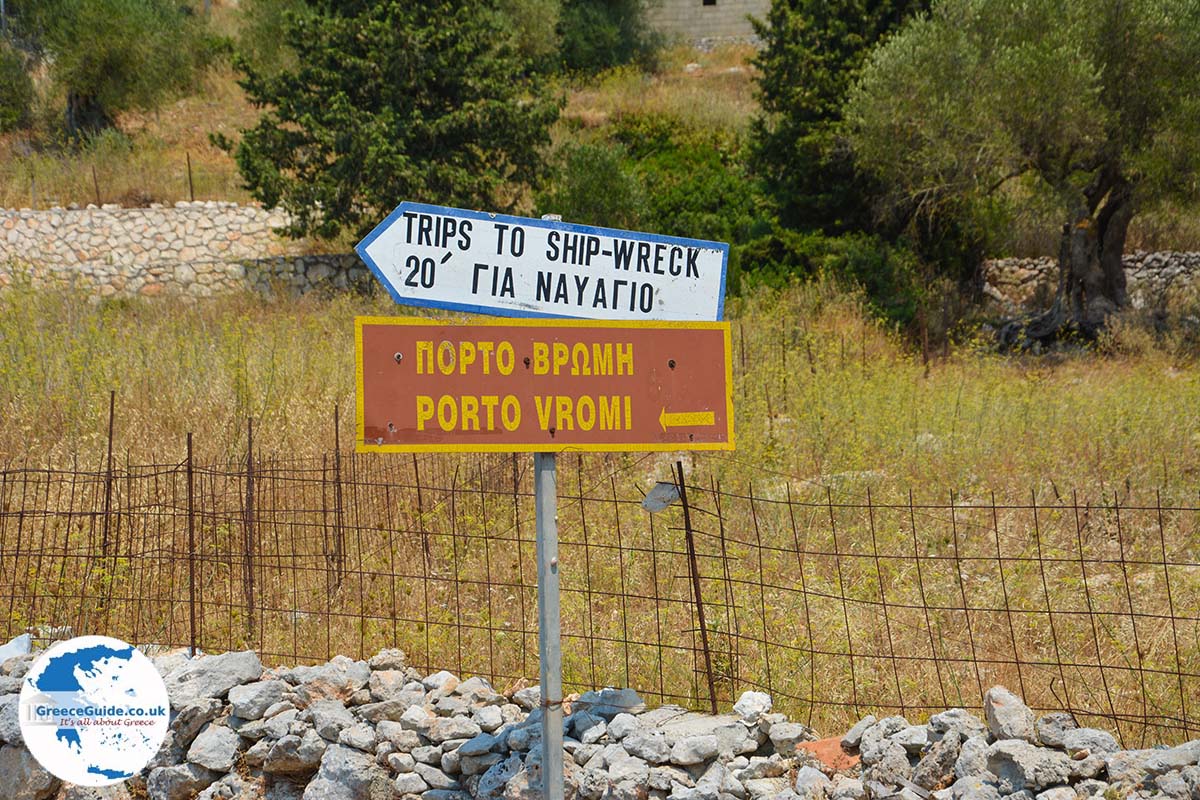 TRIPS TO SHIP-WRECK
20΄ ΓΙΑ ΝΑΥΑΓΙΟ
ΠΟΡΤΟ ΒΡΩΜΗ
PORTO VROMI
GreeceGuide.co.uk
It's all about Greece